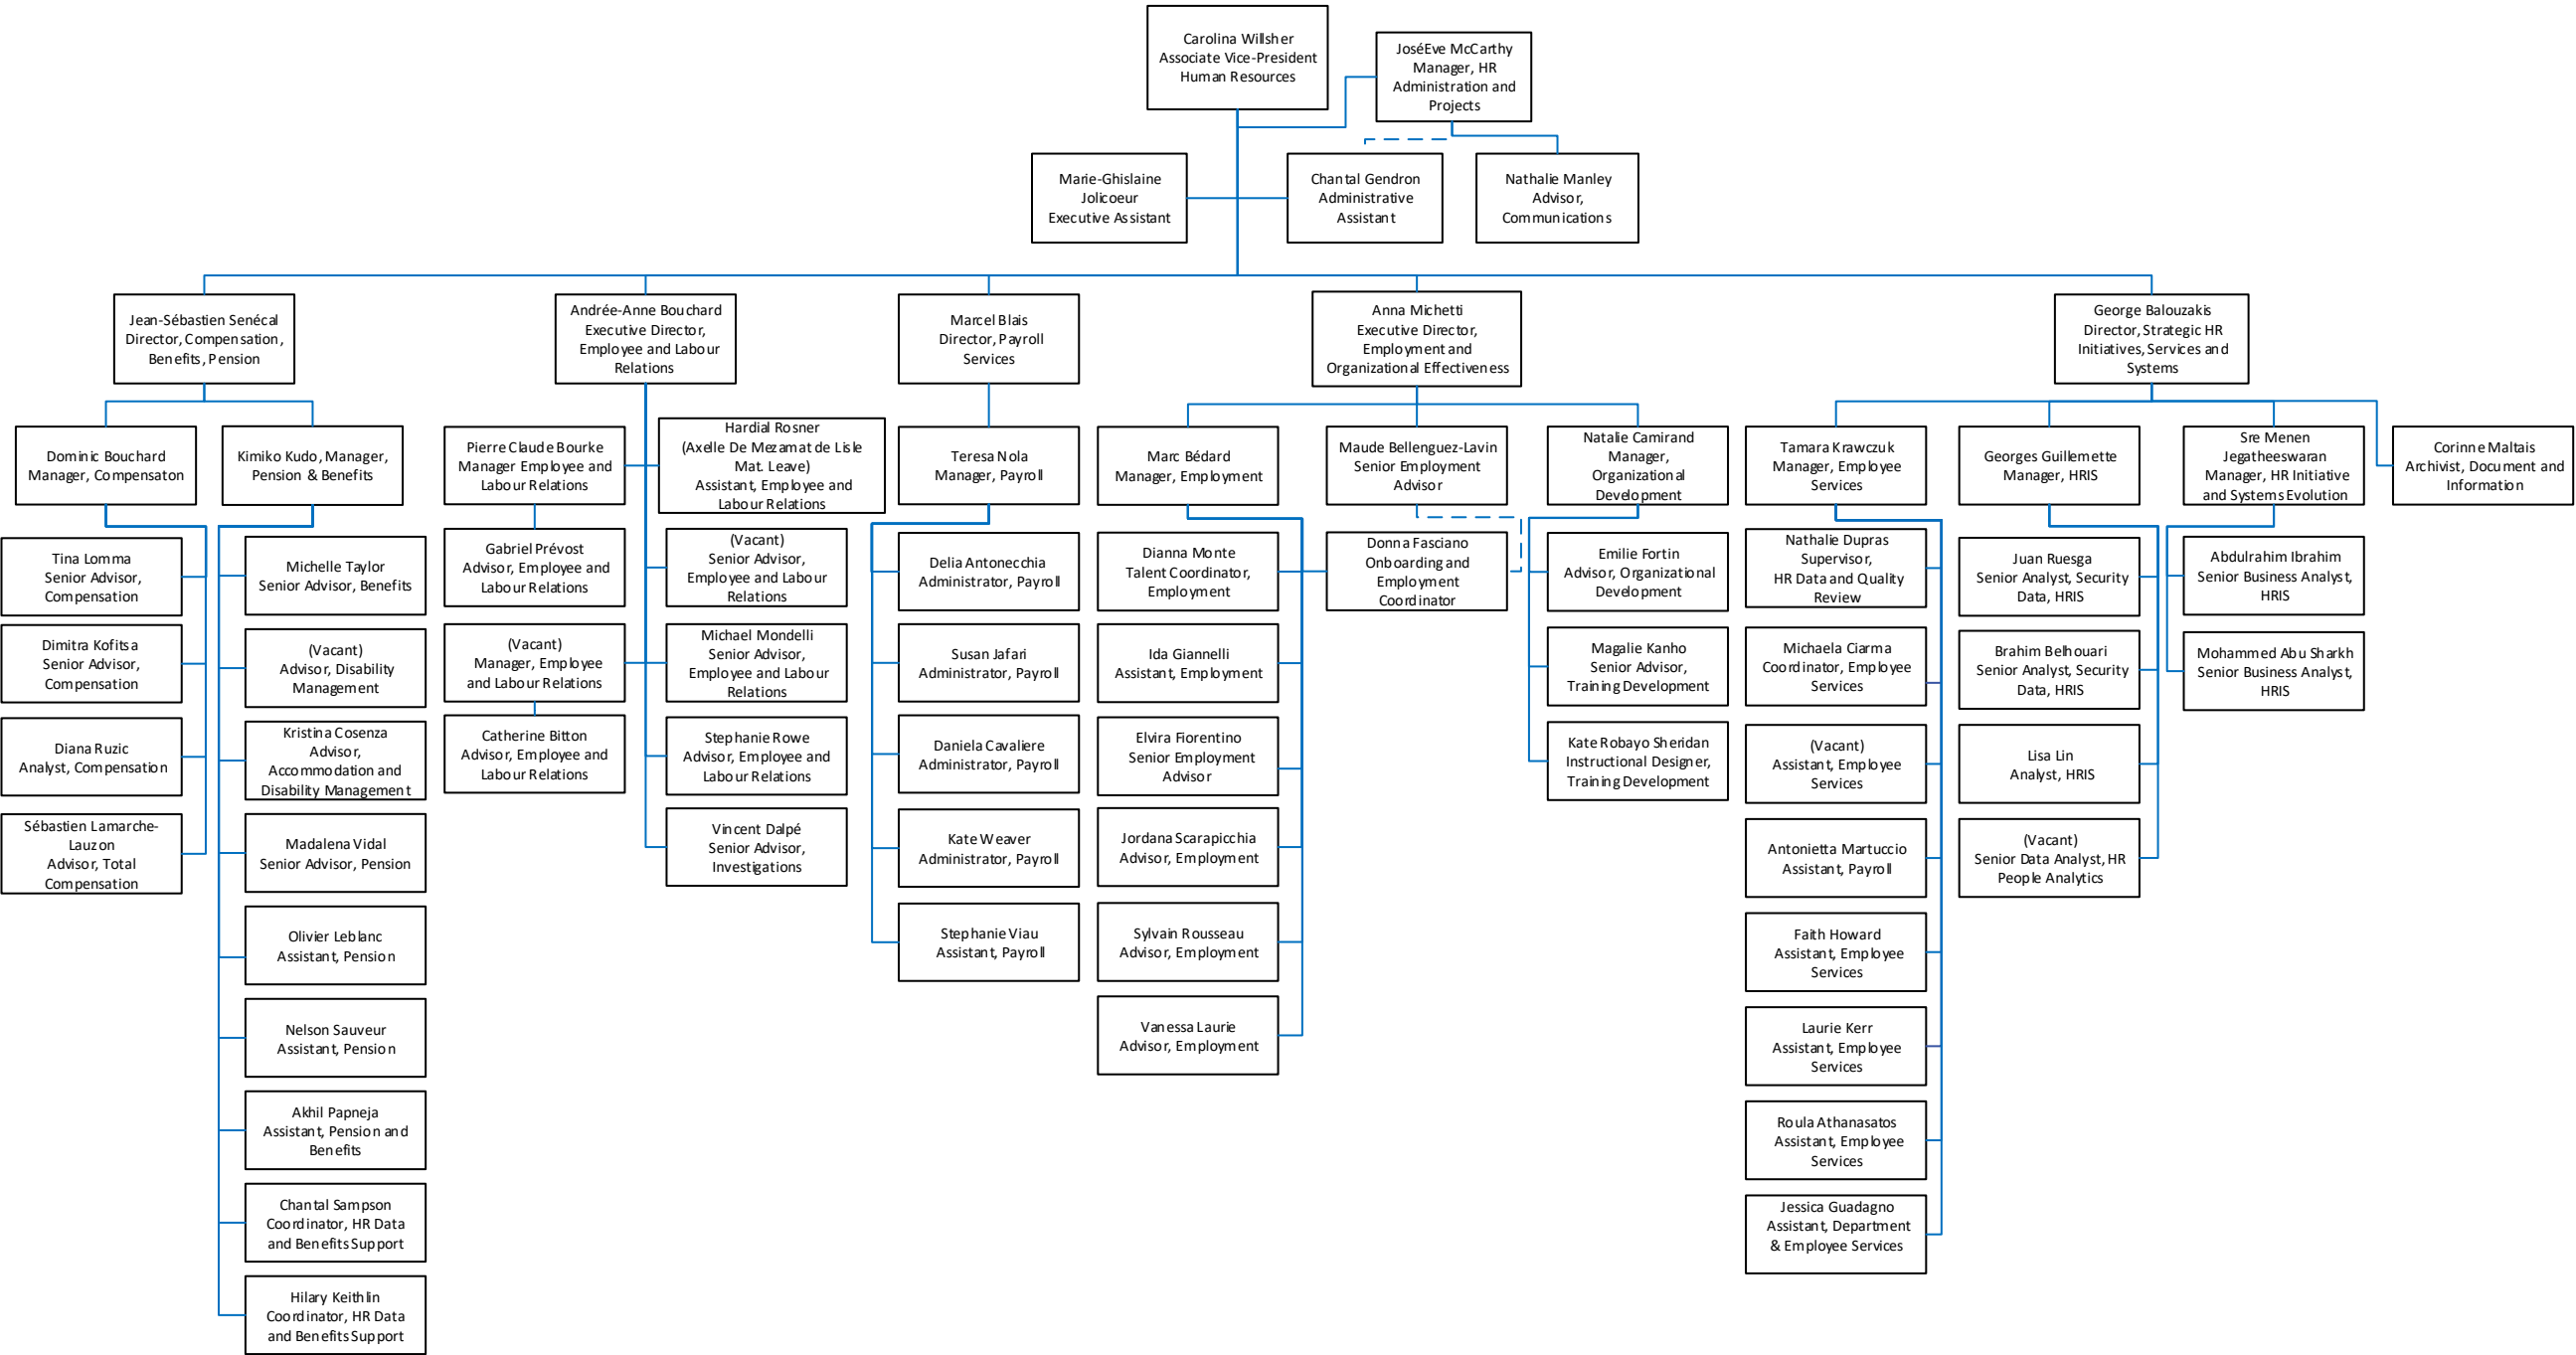 Carolina Willsher
Associate Vice-President
Human Resources
JoséEve McCarthy
Manager, HR
Administration and
Projects
Marie-Ghislaine
Jolicoeur
Executive Assistant
Chantal Gendron
Administrative
Assistant
Nathalie Manley
Advisor,
Communications
Jean-Sébastien Senécal
Director, Compensation,
Benefits, Pension
Andrée-Anne Bouchard
Executive Director,
Employee and Labour
Relations
Marcel Blais
Director, Payroll
Services
Anna Michetti
Executive Director,
Employment and
Organizational Effectiveness
George Balouzakis
Director, Strategic HR
Initiatives, Services and
Systems
Dominic Bouchard
Manager, Compensaton
Kimiko Kudo, Manager,
Pension & Benefits
Pierre Claude Bourke
Manager Employee and
Labour Relations
Hardial Rosner
(Axelle De Mezamat de Lisle
Mat. Leave)
Assistant, Employee and
Labour Relations
Teresa Nola
Manager, Payroll
Marc Bédard
Manager, Employment
Maude Bellenguez-Lavin
Senior Employment
Advisor
Natalie Camirand
Manager,
Organizational
Development
Tamara Krawczuk
Manager, Employee
Services
Georges Guillemette
Manager, HRIS
Sre Menen
Jegatheeswaran
Manager, HR Initiative
and Systems Evolution
Corinne Maltais
Archivist, Document and
Information
Tina Lomma
Senior Advisor,
Compensation
Dimitra Kofitsa
Senior Advisor,
Compensation
Diana Ruzic
Analyst, Compensation
Sébastien Lamarche-
Lauzon
Advisor, Total
Compensation
Michelle Taylor
Senior Advisor, Benefits
(Vacant)
Advisor, Disability
Management
Kristina Cosenza
Advisor,
Accommodation and
Disability Management
Madalena Vidal
Senior Advisor, Pension
Olivier Leblanc
Assistant, Pension
Nelson Sauveur
Assistant, Pension
Akhil Papneja
Assistant, Pension and
Benefits
Chantal Sampson
Coordinator, HR Data
and Benefits Support
Hilary Keithlin
Coordinator, HR Data
and Benefits Support
Gabriel Prévost
Advisor, Employee and
Labour Relations
(Vacant)
Manager, Employee
and Labour Relations
Catherine Bitton
Advisor, Employee and
Labour Relations
(Vacant)
Senior Advisor,
Employee and Labour
Relations
Michael Mondelli
Senior Advisor,
Employee and Labour
Relations
Stephanie Rowe
Advisor, Employee and
Labour Relations
Vincent Dalpé
Senior Advisor,
Investigations
Delia Antonecchia
Administrator, Payroll
Susan Jafari
Administrator, Payroll
Daniela Cavaliere
Administrator, Payroll
Kate Weaver
Administrator, Payroll
Stephanie Viau
Assistant, Payroll
Dianna Monte
Talent Coordinator,
Employment
Ida Giannelli
Assistant, Employment
Elvira Fiorentino
Senior Employment
Advisor
Jordana Scarapicchia
Advisor, Employment
Sylvain Rousseau
Advisor, Employment
Vanessa Laurie
Advisor, Employment
Donna Fasciano
Onboarding and
Employment
Coordinator
Emilie Fortin
Advisor, Organizational
Development
Magalie Kanho
Senior Advisor,
Training Development
Kate Robayo Sheridan
Instructional Designer,
Training Development
Nathalie Dupras
Supervisor,
HR Data and Quality
Review
Michaela Ciarma
Coordinator, Employee
Services
(Vacant)
Assistant, Employee
Services
Antonietta Martuccio
Assistant, Payroll
Faith Howard
Assistant, Employee
Services
Laurie Kerr
Assistant, Employee
Services
Roula Athanasatos
Assistant, Employee
Services
Jessica Guadagno
Assistant, Department
& Employee Services
Juan Ruesga
Senior Analyst, Security
Data, HRIS
Brahim Belhouari
Senior Analyst, Security
Data, HRIS
Lisa Lin
Analyst, HRIS
(Vacant)
Senior Data Analyst, HR
People Analytics
Abdulrahim Ibrahim
Senior Business Analyst,
HRIS
Mohammed Abu Sharkh
Senior Business Analyst,
HRIS